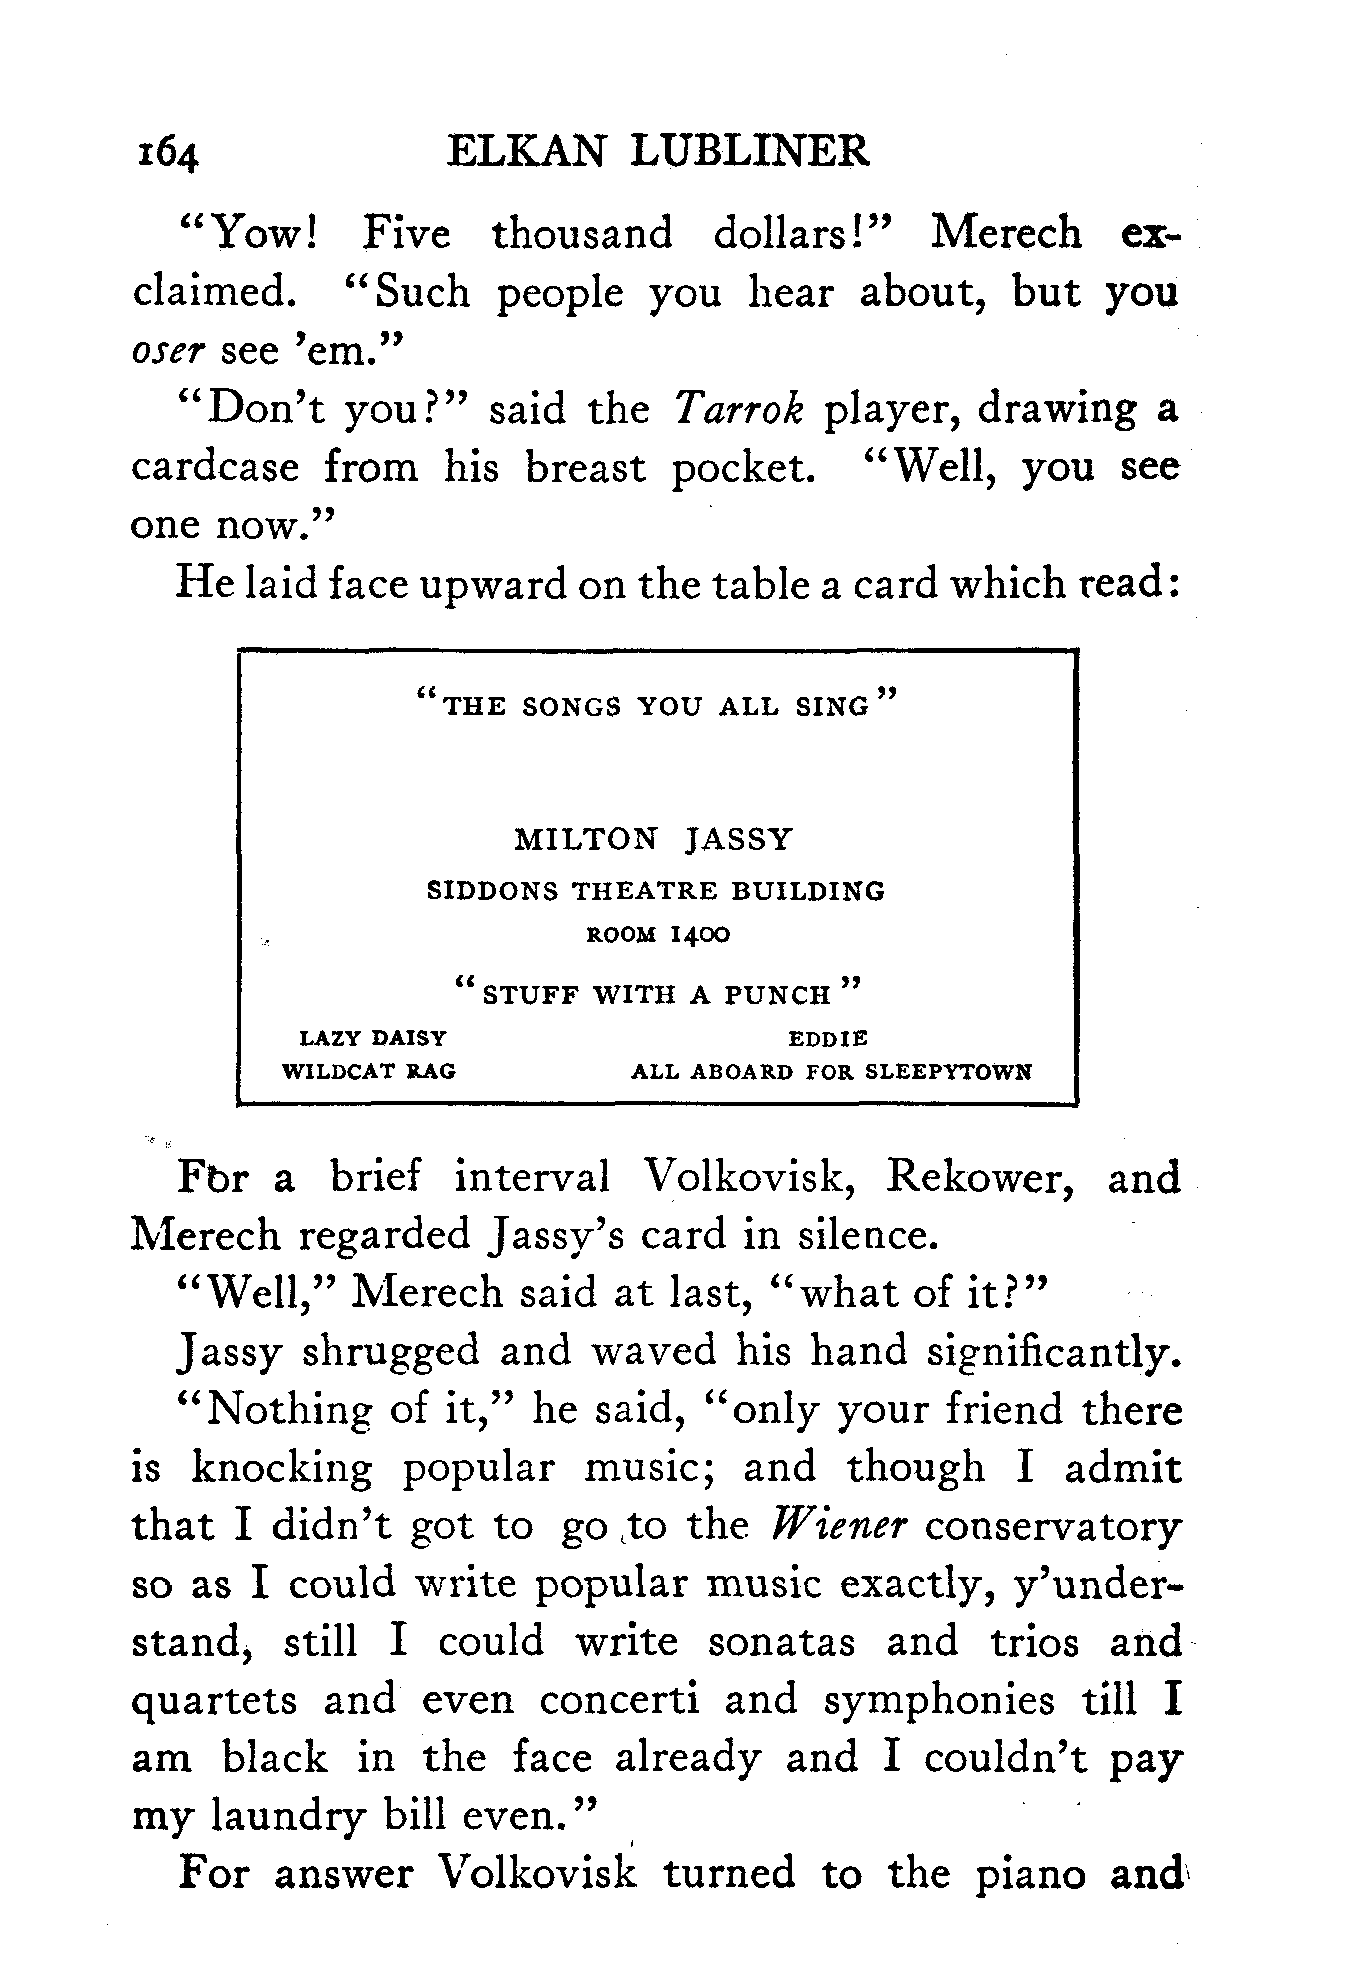 164 ELKAN LUBLINER
“Yow! Five thousand dollars!” Merech ex-
claimed. “Such people you hear about, but you
oser see ’em.”
“Don’t you?” said the Tarrok player, drawing a
cardcase from his breast pocket. “Well, you see
one now.”
He laid face upward on the table a card which read:
“THE SONGS YOU ALL SING”
MILTON JASSY
SIDDONS THEATRE BUILDING
ROOM 1400
“STUFF WITH A PUNCH”
LAZY DAISY EDDIE
WILDCAT RAG ALL ABOARD FOR SLEEPYTOWN
For a brief interval Volkovisk, Rekower, and
Merech regarded Jassy’s card in silence.
“Well,” Merech said at last, “what of it?”
Jassy shrugged and waved his hand significantly.
“Nothing of it,” he said, “only your friend there
is knocking popular music; and though I admit
that I didn’t got to go to the Wiener conservatory
so as I could write popular music exactly, y’under-
stand, still I could write sonatas and trios and
quartets and even concerti and symphonies till I
am black in the face already and I couldn’t pay
my laundry bill even.”
For answer Volkovisk turned to the piano and